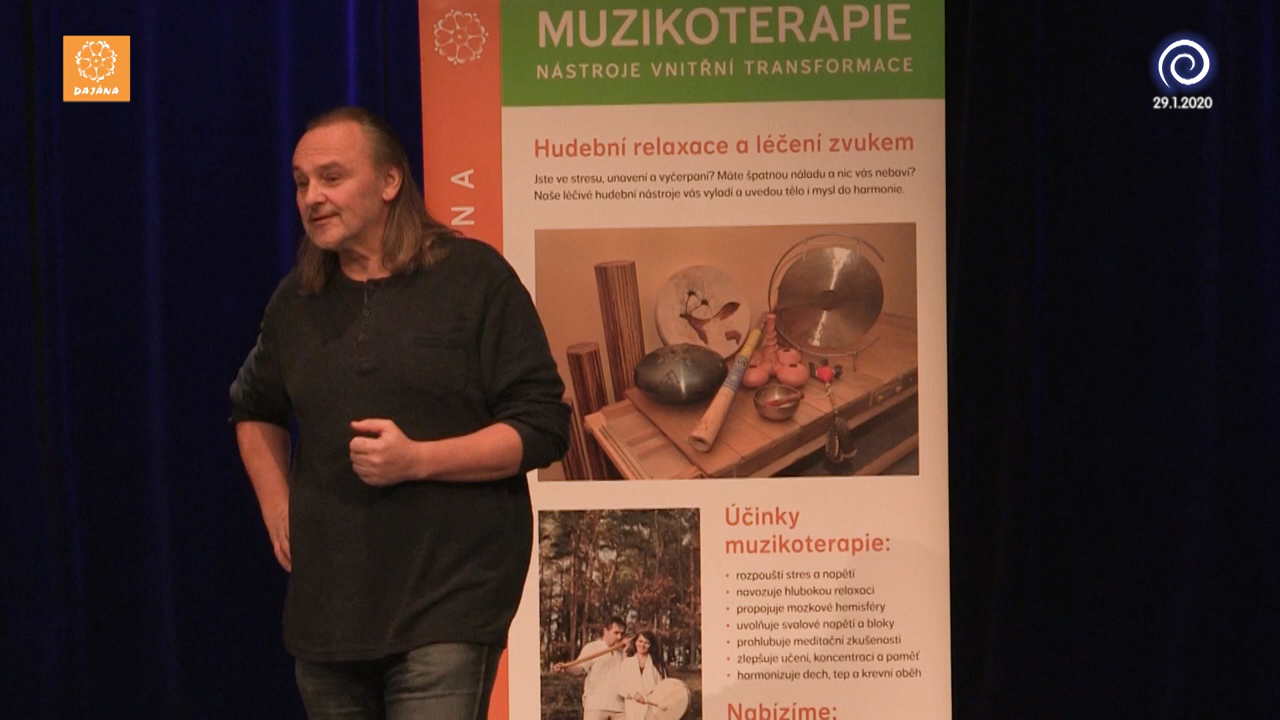 DAJÁNA
29.1.2020
NA
MUZIKOTERAPIE
NÁSTROJE VNITŘNÍ TRANSFORMACE
Hudební relaxace a léčení zvukem
Jste ve stresu, unavení a vyčerpaní? Máte špatnou náladu a nic vás nebaví?
Naše léčivé hudební nástroje vás vyladí a uvedou tělo i mysl do harmonie.
Účinky
muzikoterapie:
• rozpouští stres a napětí
• navozuje hlubokou relaxaci
• propojuje mozkové hemisféry
• uvolňuje svalové napětí a bloky
• prohlubuje meditační zkušenosti
• zlepšuje učení, koncentraci a paměť
• harmonizuje dech, tep a krevní oběh
Nabízíme: